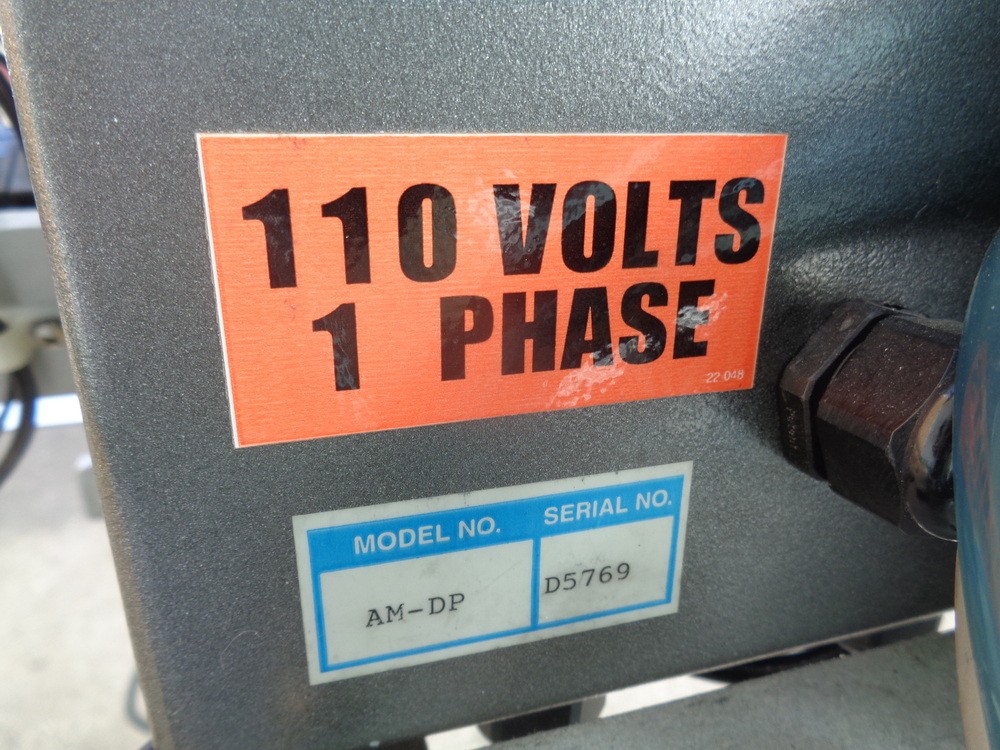 110 VOLTS
1 PHASE
22-048
MODEL NO. SERIAL NO.
AM-DP D5769